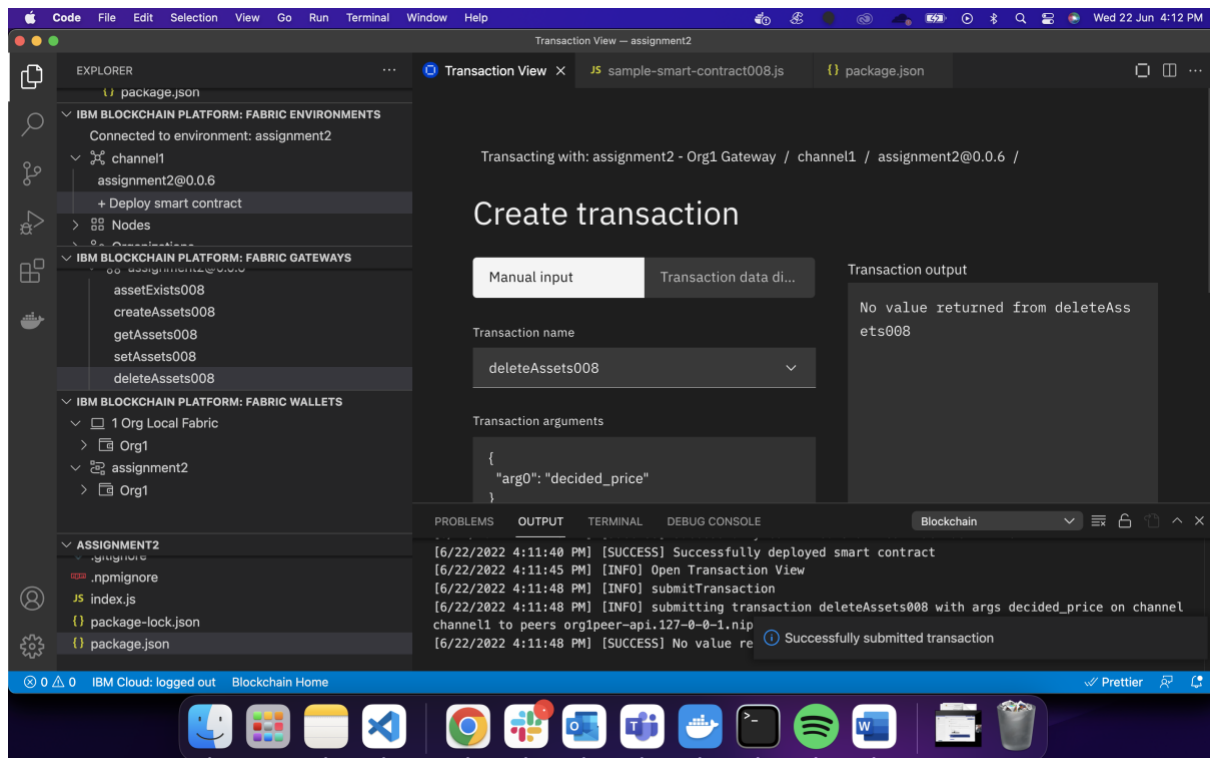 Code File Edit Selection View Go Run Terminal Window Help Wed 22 Jun 4:12 PM
Transaction View — assignment2
EXPLORER
Transaction View
JS sample-smart-contract008.js
{} package.json
{} package.json
IBM BLOCKCHAIN PLATFORM: FABRIC ENVIRONMENTS
Connected to environment: assignment2
channel1
assignment2@0.0.6
+ Deploy smart contract
Nodes
Organizations
IBM BLOCKCHAIN PLATFORM: FABRIC GATEWAYS
assignment2@0.0.6
assetExists008
createAssets008
getAssets008
setAssets008
deleteAssets008
IBM BLOCKCHAIN PLATFORM: FABRIC WALLETS
1 Org Local Fabric
Org1
assignment2
Org1
ASSIGNMENT2
.gitignore
.npmignore
JS index.js
{} package-lock.json
{} package.json
Transacting with: assignment2 - Org1 Gateway / channel1 / assignment2@0.0.6 /
Create transaction
Manual input
Transaction data di...
Transaction name
deleteAssets008
Transaction arguments
{
"arg0": "decided_price"
}
Transaction output
No value returned from deleteAss
ets008
PROBLEMS OUTPUT TERMINAL DEBUG CONSOLE Blockchain
[6/22/2022 4:11:40 PM] [SUCCESS] Successfully deployed smart contract
[6/22/2022 4:11:45 PM] [INFO] Open Transaction View
[6/22/2022 4:11:48 PM] [INFO] submitTransaction
[6/22/2022 4:11:48 PM] [INFO] submitting transaction deleteAssets008 with args decided_price on channel
channel1 to peers org1peer-api.127-0-0-1.nip
[6/22/2022 4:11:48 PM] [SUCCESS] No value re
Successfully submitted transaction
0 0 IBM Cloud: logged out Blockchain Home Prettier